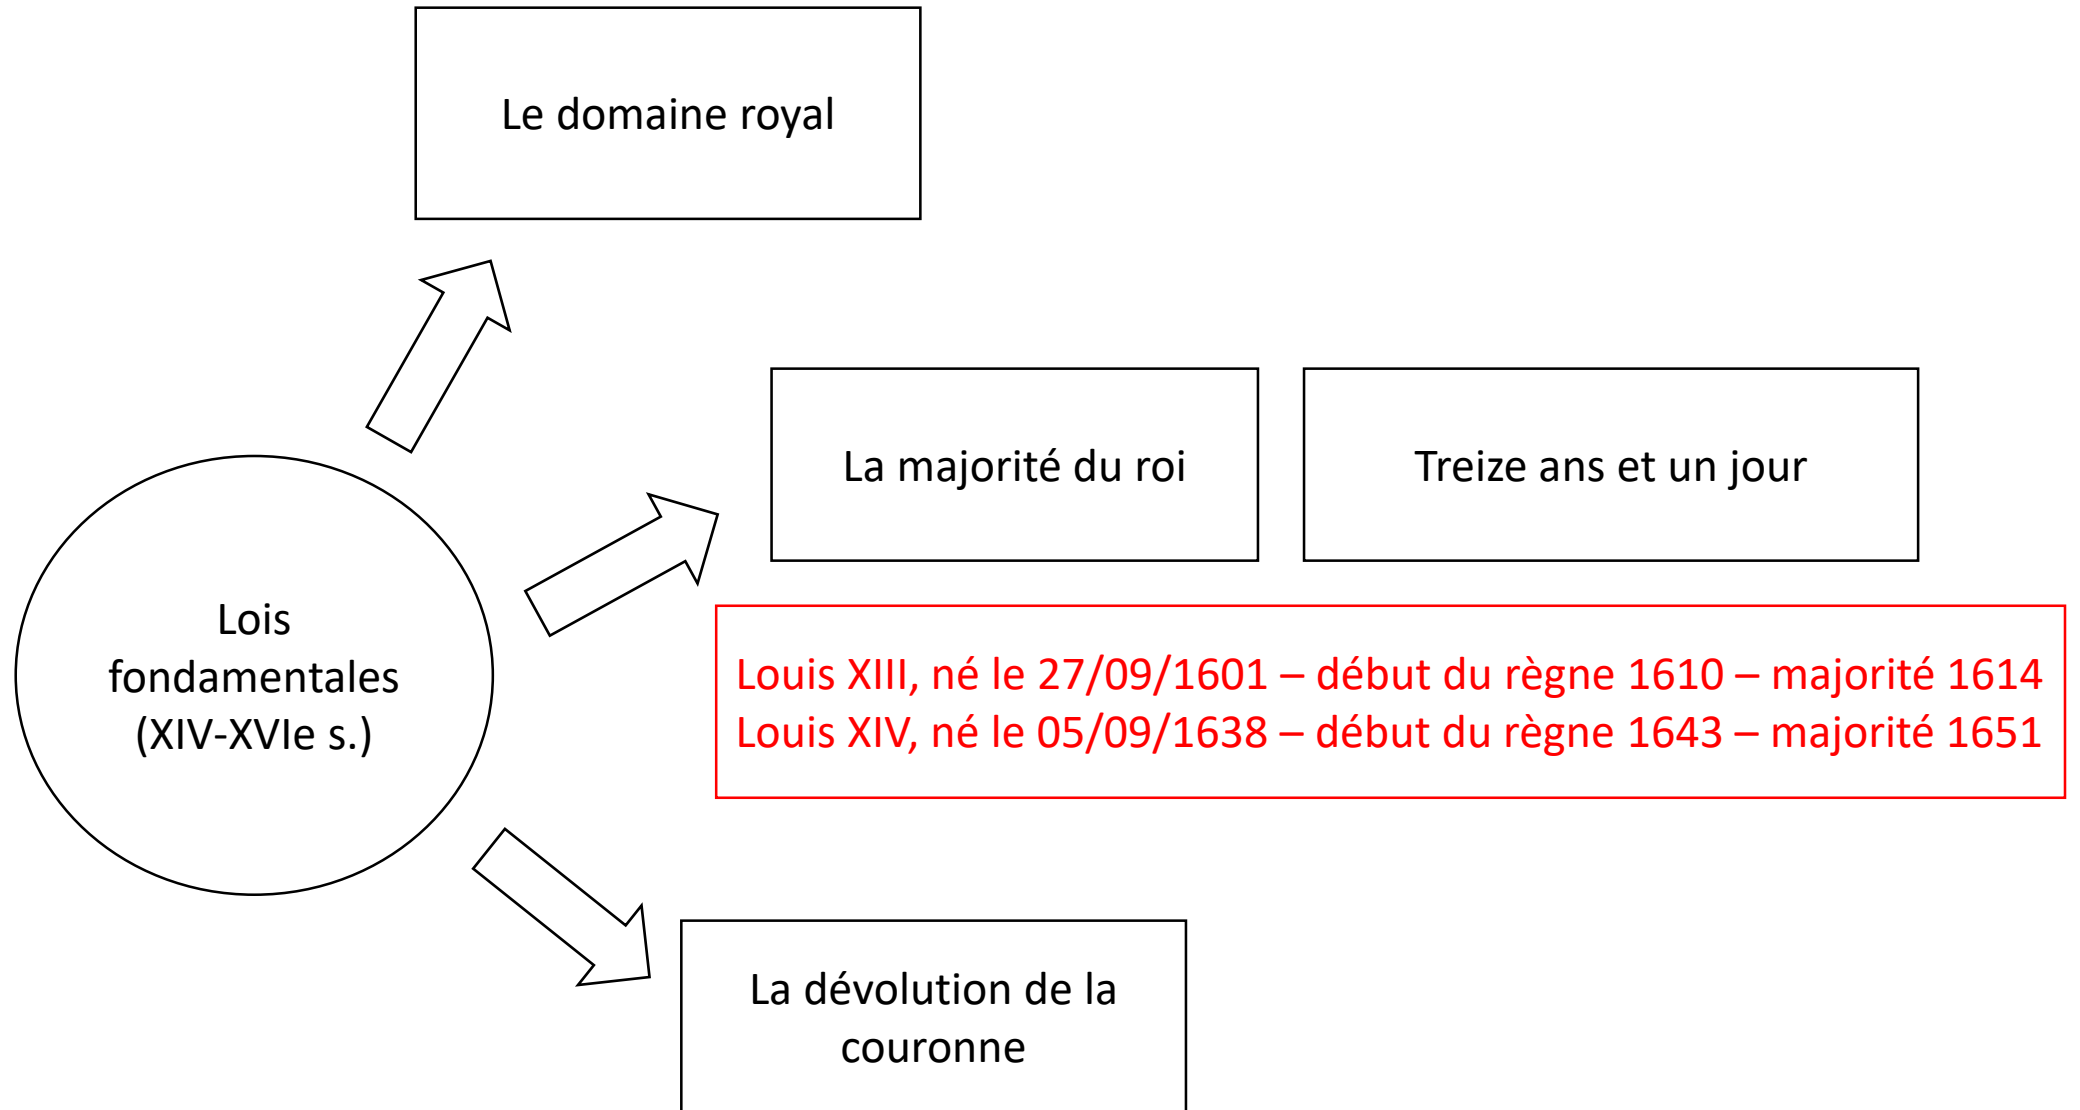 Le domaine royal
La majorité du roi
Treize ans et un jour
Lois
fondamentales
(XIV-XVIe s.)
Louis XIII, né le 27/09/1601 – début du règne 1610 – majorité 1614
Louis XIV, né le 05/09/1638 – début du règne 1643 – majorité 1651
La dévolution de la
couronne